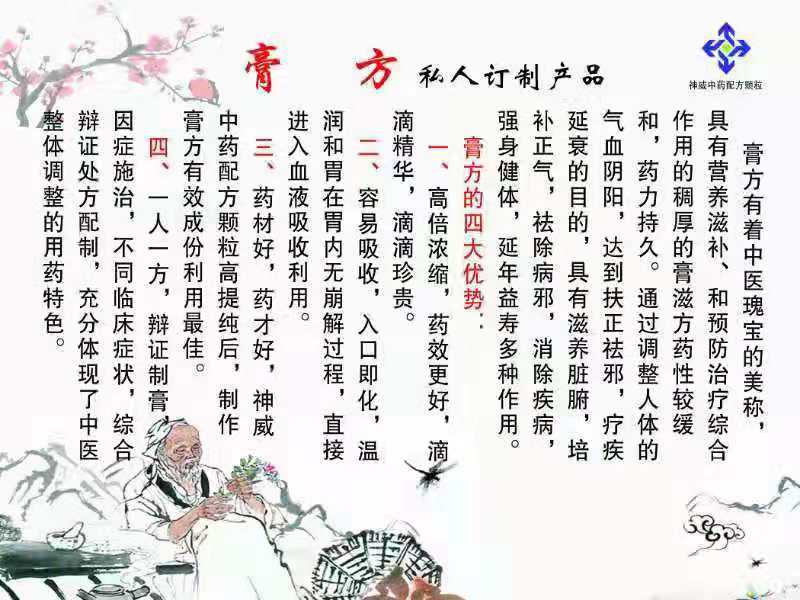 膏方 私人订制产品
神威中药配方颗粒
膏方有着中医瑰宝的美称，
具有营养滋补、和预防治疗综合
作用的稠厚的膏滋方药性较缓
和，药力持久。通过调整人体的
气血阴阳，达到扶正祛邪，疗疾
延衰的目的，具有滋养脏腑，培
补正气，祛除病邪，消除疾病，
强身健体，延年益寿多种作用。
膏方的四大优势：
一、高倍浓缩，药效更好，滴
滴精华，滴滴珍贵。
二、容易吸收，入口即化，温
润和胃在胃内无崩解过程，直接
进入血液吸收利用。
三、药材好，药才好，神威
中药配方颗粒高提纯后，制作
膏方有效成份利用最佳。
四、一人一方，辩证制膏
因症施治，不同临床症状，综合
辩证处方配制，充分体现了中医
整体调整的用药特色。